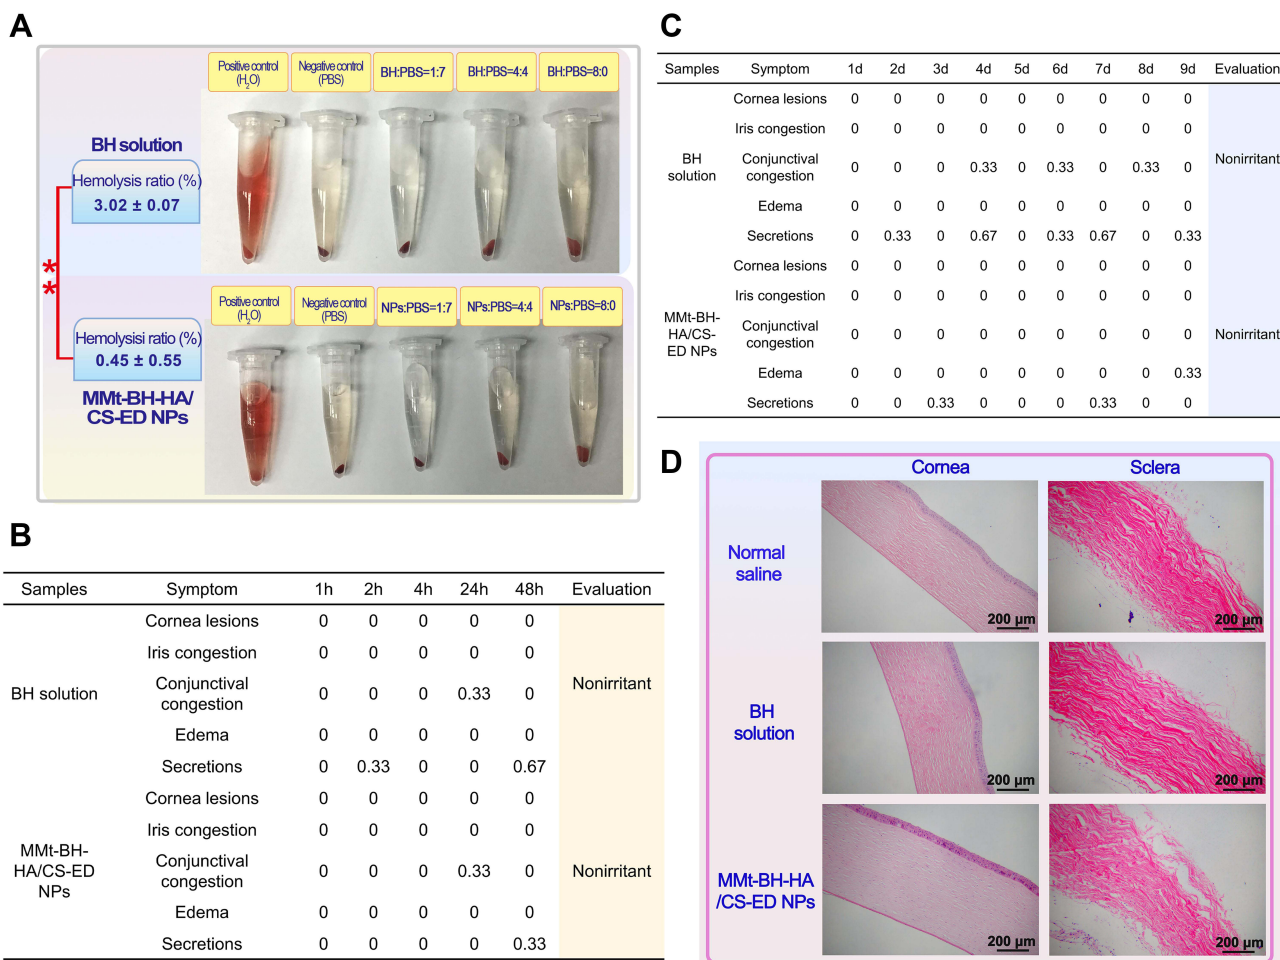 A
Positive control
(H2O)
Negative control
(PBS)
BH:PBS=1:7
BH:PBS=4:4
BH:PBS=8:0
BH solution
Hemolysis ratio (%)
3.02 ± 0.07
**
Positive control
(H2O)
Negative control
(PBS)
NPs:PBS=1:7
NPs:PBS=4:4
NPs:PBS=8:0
Hemolysisi ratio (%)
0.45 ± 0.55
MMt-BH-HA/
CS-ED NPs
B
Samples Symptom 1h 2h 4h 24h 48h Evaluation
Cornea lesions 0 0 0 0 0
Iris congestion 0 0 0 0 0
BH solution Conjunctival congestion 0 0 0 0.33 0 Nonirritant
Edema 0 0 0 0 0
Secretions 0 0.33 0 0 0.67
Cornea lesions 0 0 0 0 0
Iris congestion 0 0 0 0 0
MMt-BH-HA/CS-ED NPs Conjunctival congestion 0 0 0 0.33 0 Nonirritant
Edema 0 0 0 0 0
Secretions 0 0 0 0 0.33
C
Samples Symptom 1d 2d 3d 4d 5d 6d 7d 8d 9d Evaluation
Cornea lesions 0 0 0 0 0 0 0 0 0
Iris congestion 0 0 0 0 0 0 0 0 0
BH solution Conjunctival congestion 0 0 0 0.33 0 0.33 0 0.33 0 Nonirritant
Edema 0 0 0 0 0 0 0 0 0
Secretions 0 0.33 0 0.67 0 0.33 0.67 0 0.33
Cornea lesions 0 0 0 0 0 0 0 0 0
Iris congestion 0 0 0 0 0 0 0 0 0
MMt-BH-HA/CS-ED NPs Conjunctival congestion 0 0 0 0 0 0 0 0 0 Nonirritant
Edema 0 0 0 0 0 0 0 0 0.33
Secretions 0 0 0.33 0 0 0 0.33 0 0
D
Cornea Sclera
Normal
saline
200 µm 200 µm
BH
solution
200 µm 200 µm
MMt-BH-HA
/CS-ED NPs
200 µm 200 µm